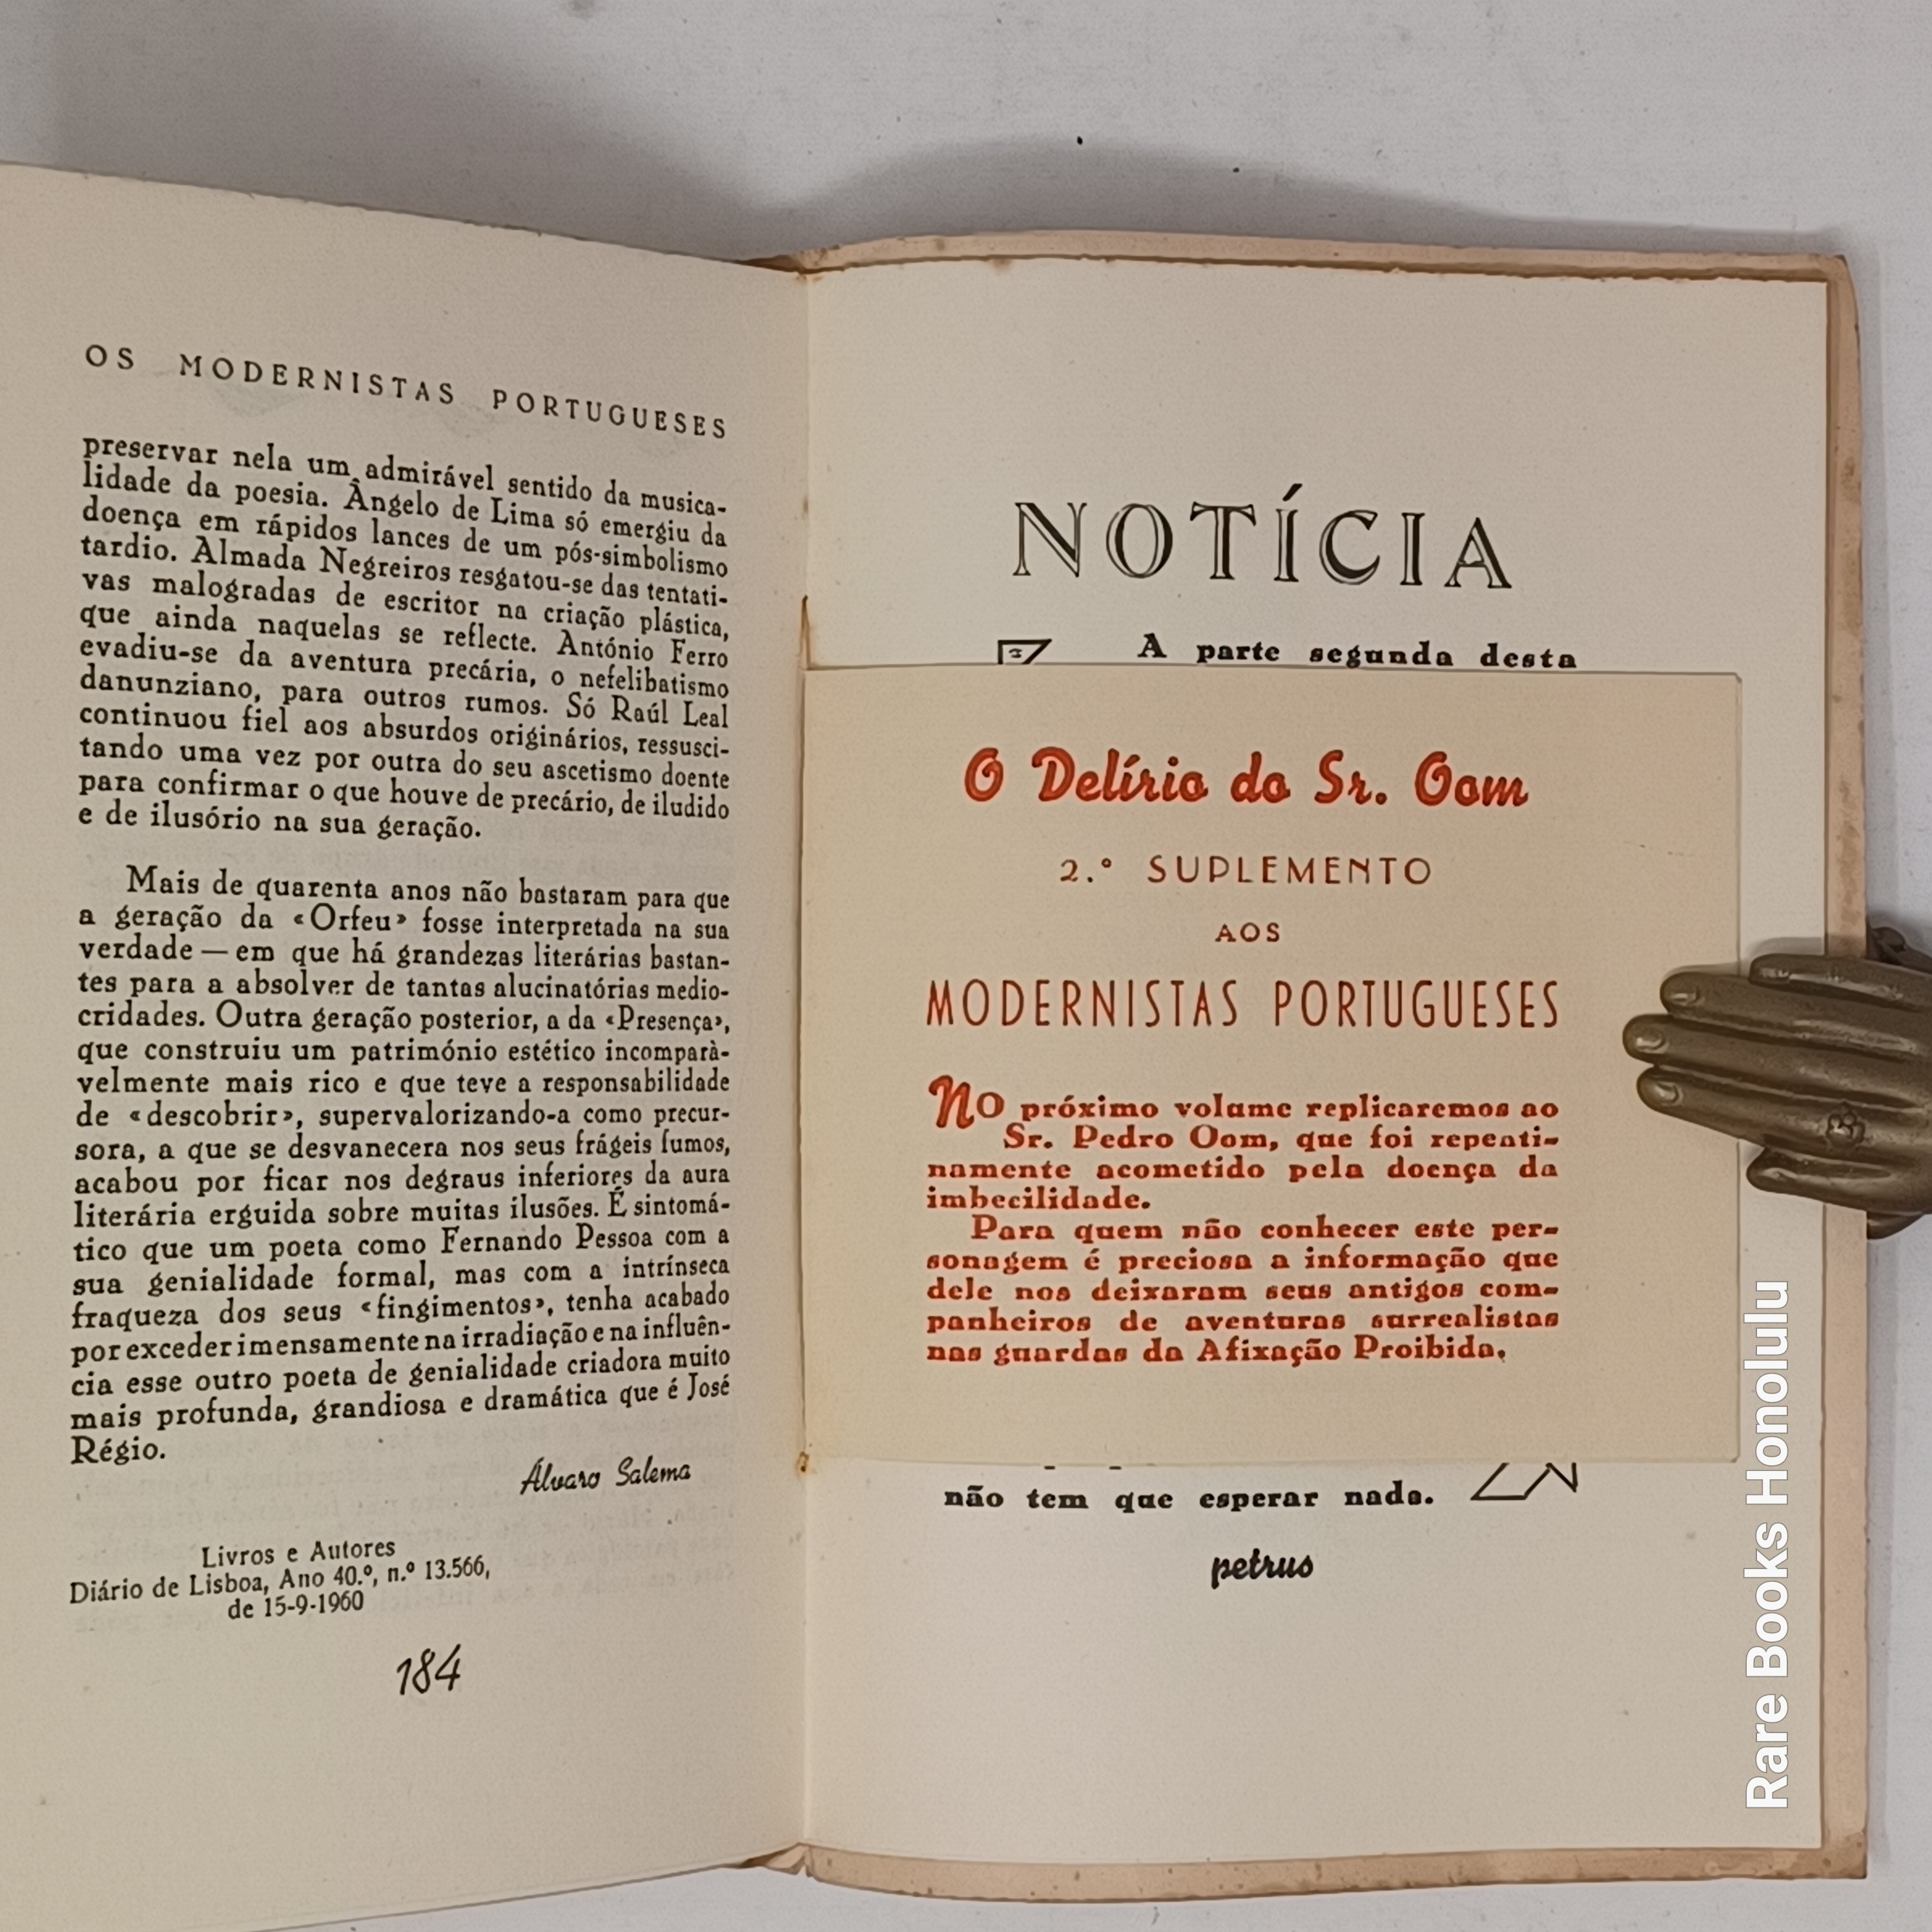 OS MODERNISTAS PORTUGUESES
preservar nela um admirável sentido da musica-
lidade da poesia. Ângelo de Lima só emergiu da
doença em rápidos lances de um pós-simbolismo
tardio. Almada Negreiros resgatou-se das tentati-
vas malogradas de escritor na criação plástica,
que ainda naquelas se reflecte. António Ferro
evadiu-se da aventura precária, o nefelibatismo
danunziano, para outros rumos. Só Raúl Leal
continuou fiel aos absurdos originários, ressusci-
tando uma vez por outra do seu ascetismo doente
para confirmar o que houve de precário, de iludido
e de ilusório na sua geração.
Mais de quarenta anos não bastaram para que
a geração da «Orfeu» fosse interpretada na sua
verdade — em que há grandezas literárias bastan-
tes para a absolver de tantas alucinatórias medio-
cridades. Outra geração posterior, a da «Presença»,
que construiu um património estético incomparà-
velmente mais rico e que teve a responsabilidade
de «descobrir», supervalorizando-a como precur-
sora, a que se desvanecera nos seus frágeis fumos,
acabou por ficar nos degraus inferiores da aura
literária erguida sobre muitas ilusões. É sintomá-
tico que um poeta como Fernando Pessoa com a
sua genialidade formal, mas com a intrínseca
fraqueza dos seus «fingimentos», tenha acabado
por exceder imensamente na irradiação e na influên-
cia esse outro poeta de genialidade criadora muito
mais profunda, grandiosa e dramática que é José
Régio.
Álvaro Salema
Livros e Autores
Diário de Lisboa, Ano 40.º, n.º 13.566,
de 15-9-1960
184
NOTÍCIA
A parte segunda desta
O Delírio do Sr. Oom
2.º SUPLEMENTO
AOS
MODERNISTAS PORTUGUESES
NO próximo volume replicaremos ao
Sr. Pedro Oom, que foi repenti-
namente acometido pela doença da
imbecilidade.
Para quem não conhecer este per-
sonagem é preciosa a informação que
dele nos deixaram seus antigos com-
panheiros de aventuras surrealistas
nas guardas da Afixação Proibida.
não tem que esperar nada.
petrus
Rare Books Honolulu